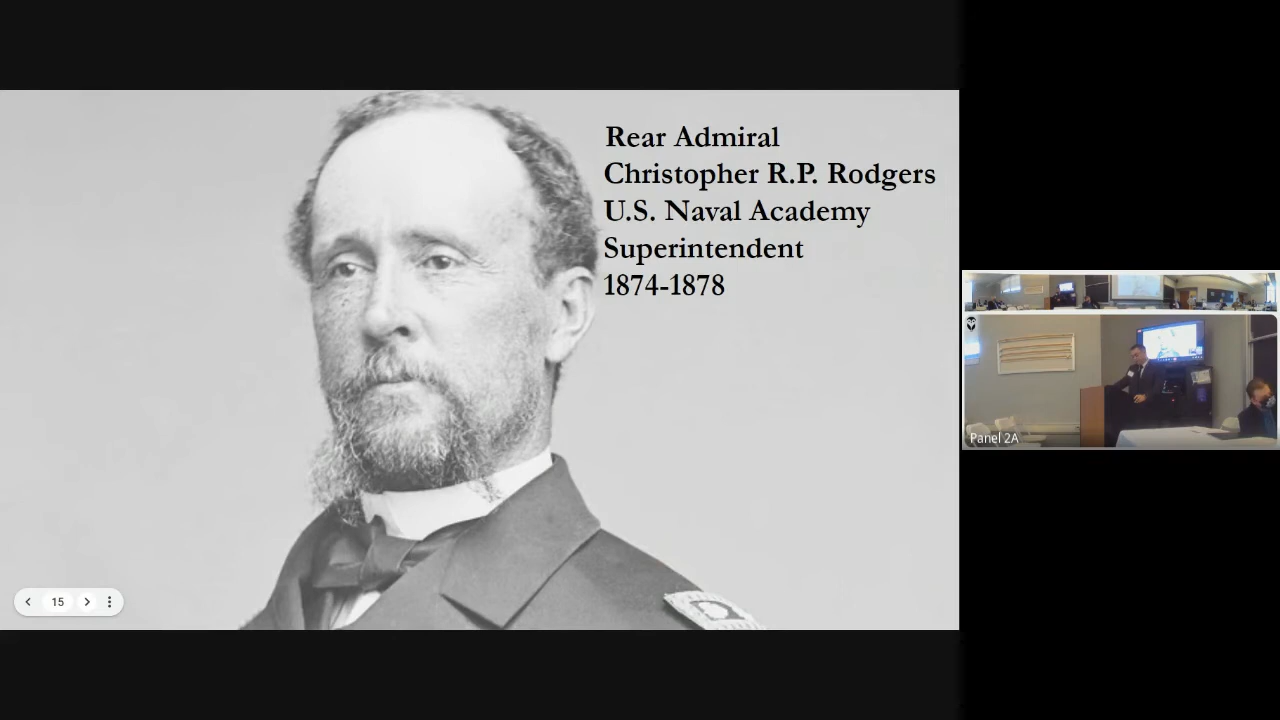 Rear Admiral
Christopher R.P. Rodgers
U.S. Naval Academy
Superintendent
1874-1878
15
Panel 2A